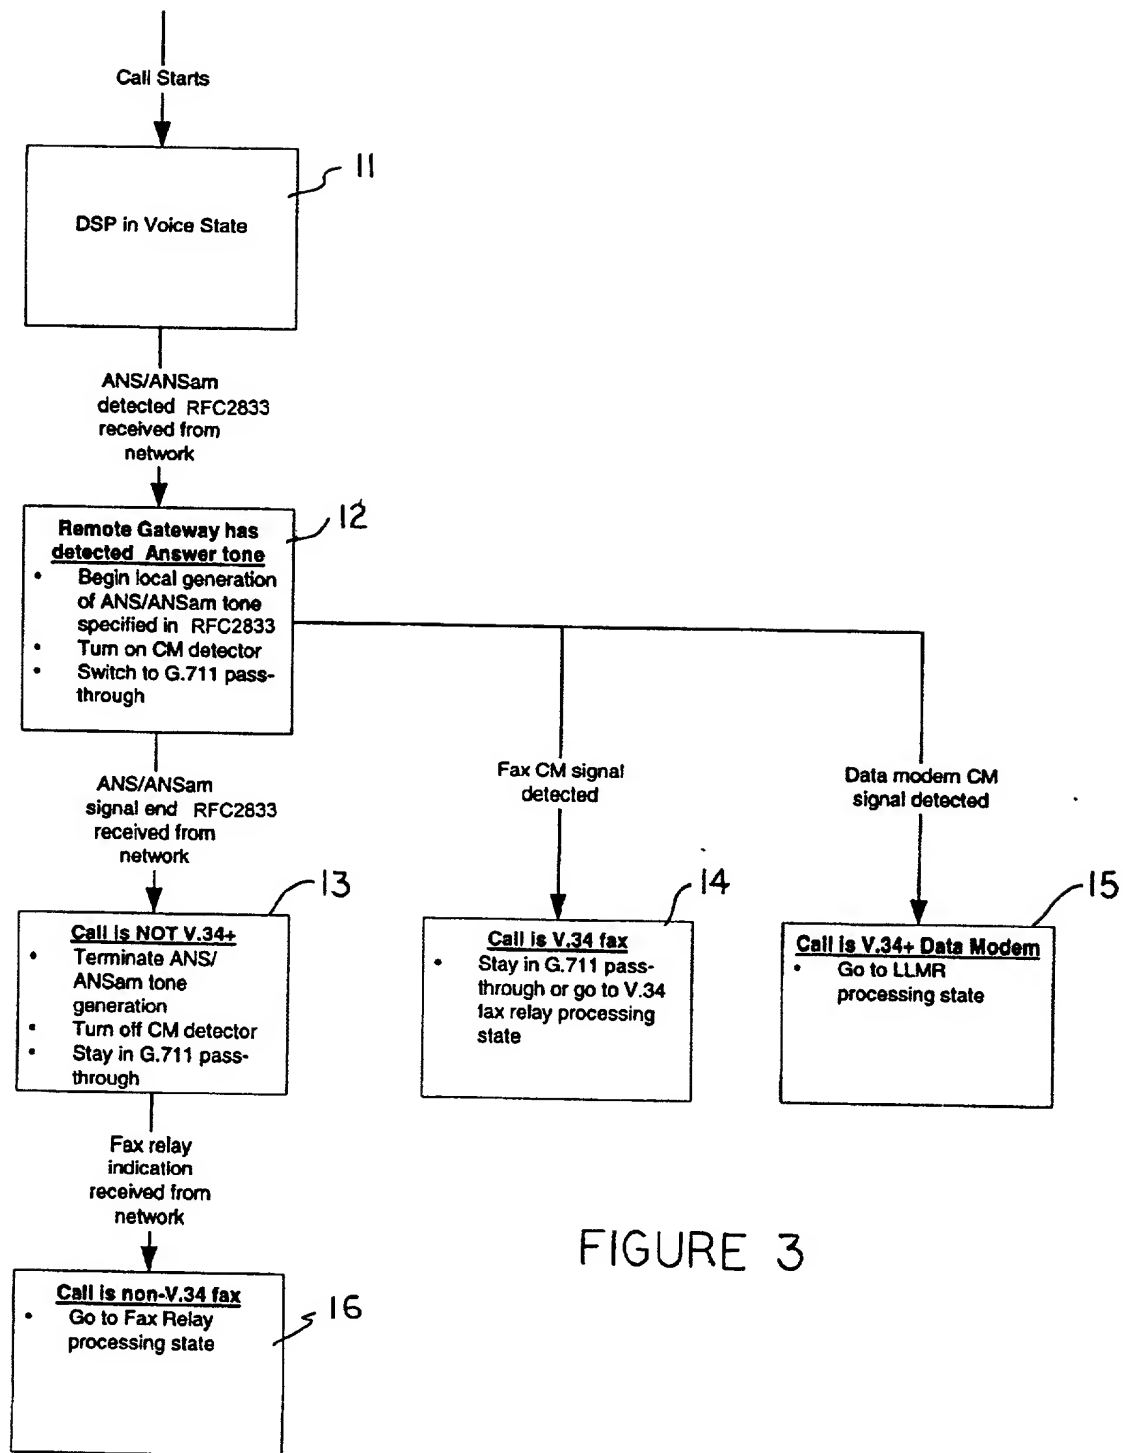 Call Starts
11
DSP in Voice State
ANS/ANSam
detected RFC2833
received from
network
12
Remote Gateway has
detected Answer tone
• Begin local generation
of ANS/ANSam tone
specified in RFC2833
• Turn on CM detector
• Switch to G.711 pass-
through
ANS/ANSam
signal end RFC2833
received from
network
Fax CM signal
detected
Data modem CM
signal detected
13
Call is NOT V.34+
• Terminate ANS/
ANSam tone
generation
• Turn off CM detector
• Stay in G.711 pass-
through
14
Call is V.34 fax
• Stay in G.711 pass-
through or go to V.34
fax relay processing
state
15
Call is V.34+ Data Modem
• Go to LLMR
processing state
Fax relay
indication
received from
network
16
Call is non-V.34 fax
• Go to Fax Relay
processing state
FIGURE 3